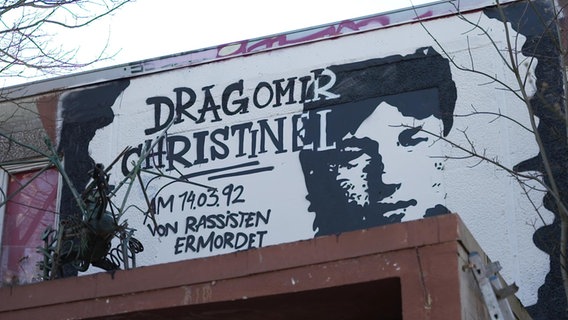 DRAGOMIR
CHRISTINEL
AM 14.03.92
VON RASSISTEN
ERMORDET